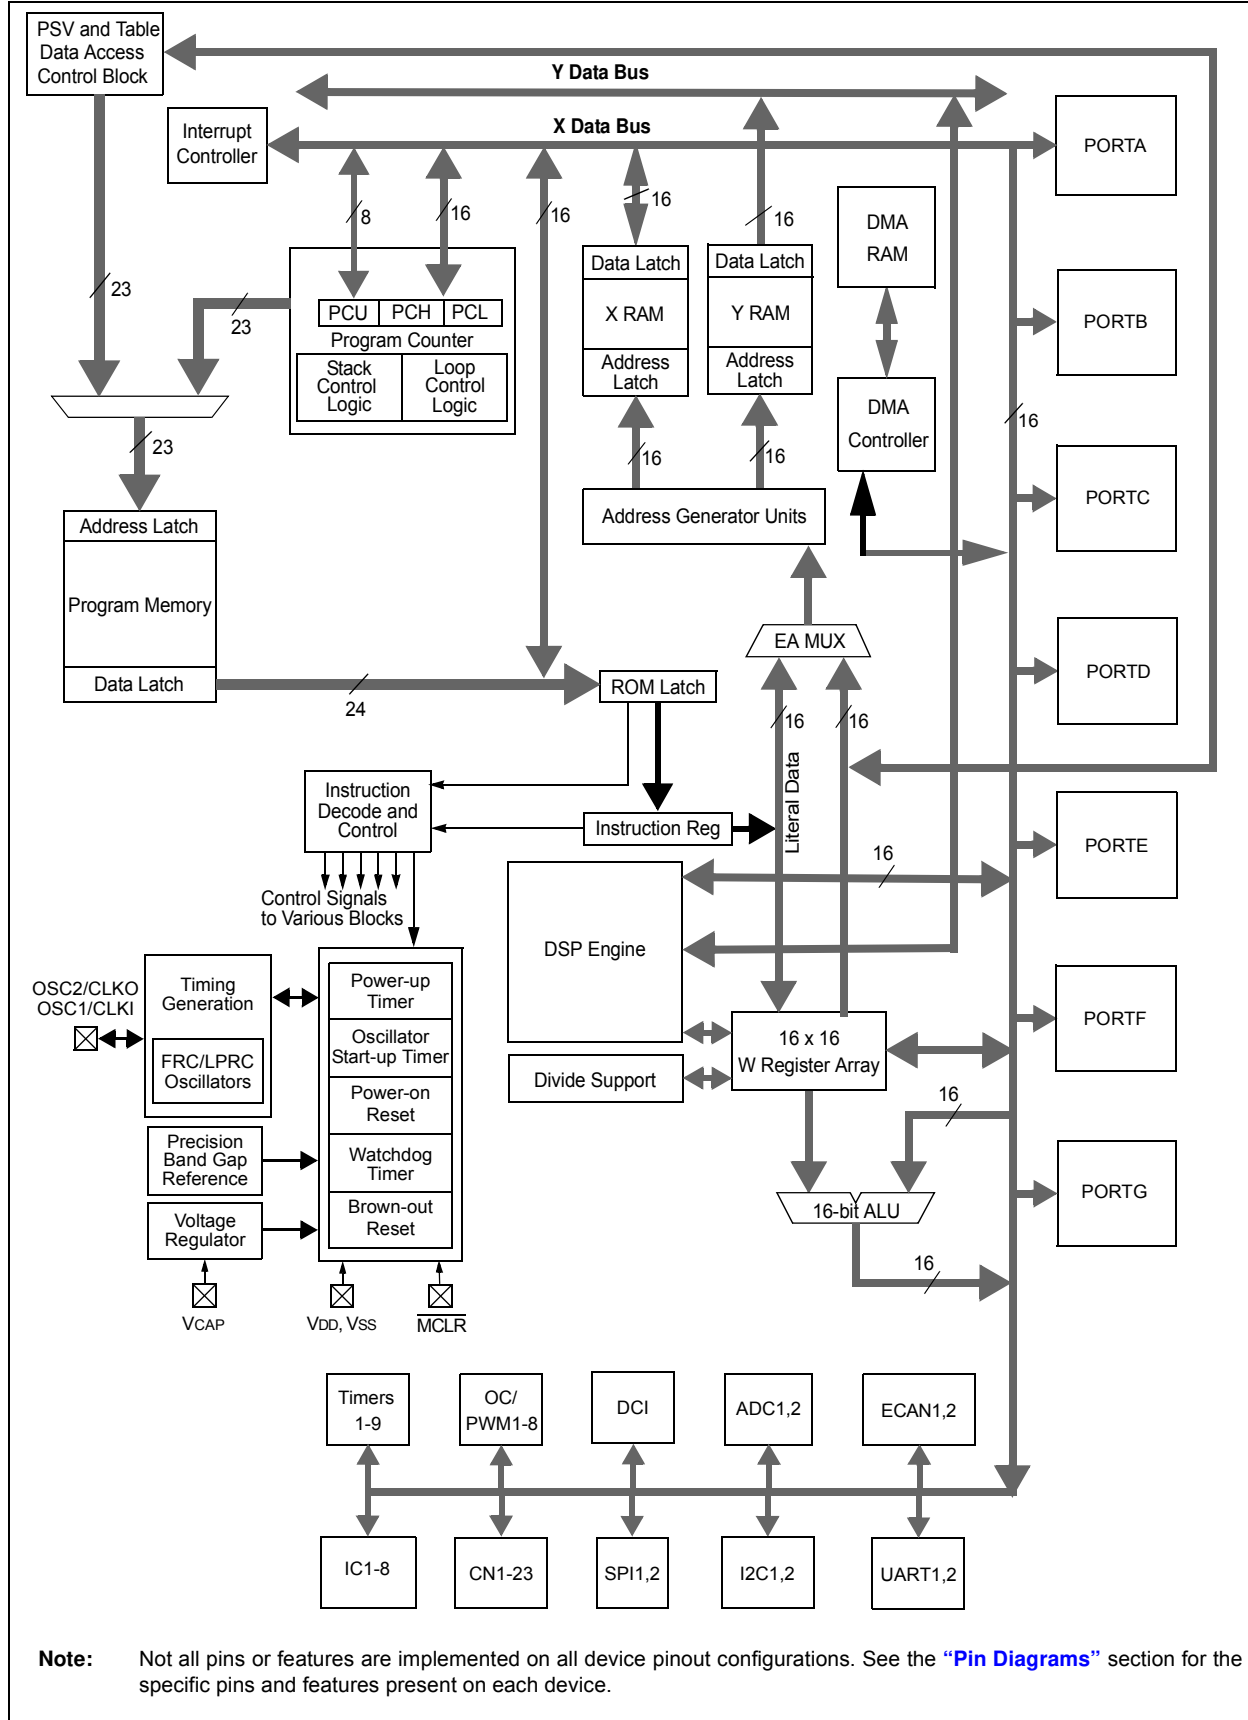 PSV and Table
Data Access
Control Block
Y Data Bus
Interrupt
Controller
X Data Bus
PORTA
8
16
16
16
16
DMA
RAM
23
23
Data Latch
Data Latch
PCU
PCH
PCL
X RAM
Y RAM
PORTB
Program Counter
Stack
Control
Logic
Loop
Control
Logic
Address
Latch
Address
Latch
DMA
Controller
16
23
16
16
PORTC
Address Latch
Address Generator Units
Program Memory
EA MUX
PORTD
Data Latch
24
ROM Latch
16
16
Instruction
Decode and
Control
Literal Data
Instruction Reg
PORTE
16
Control Signals
to Various Blocks
DSP Engine
OSC2/CLKO
OSC1/CLKI
Timing
Generation
Power-up
Timer
FRC/LPRC
Oscillators
Oscillator
Start-up Timer
16 x 16
W Register Array
PORTF
Divide Support
Power-on
Reset
16
Precision
Band Gap
Reference
Watchdog
Timer
PORTG
Voltage
Regulator
Brown-out
Reset
16-bit ALU
16
VCAP
VDD, VSS
MCLR
Timers
1-9
OC/
PWM1-8
DCI
ADC1,2
ECAN1,2
IC1-8
CN1-23
SPI1,2
I2C1,2
UART1,2
Note: Not all pins or features are implemented on all device pinout configurations. See the “Pin Diagrams” section for the
specific pins and features present on each device.